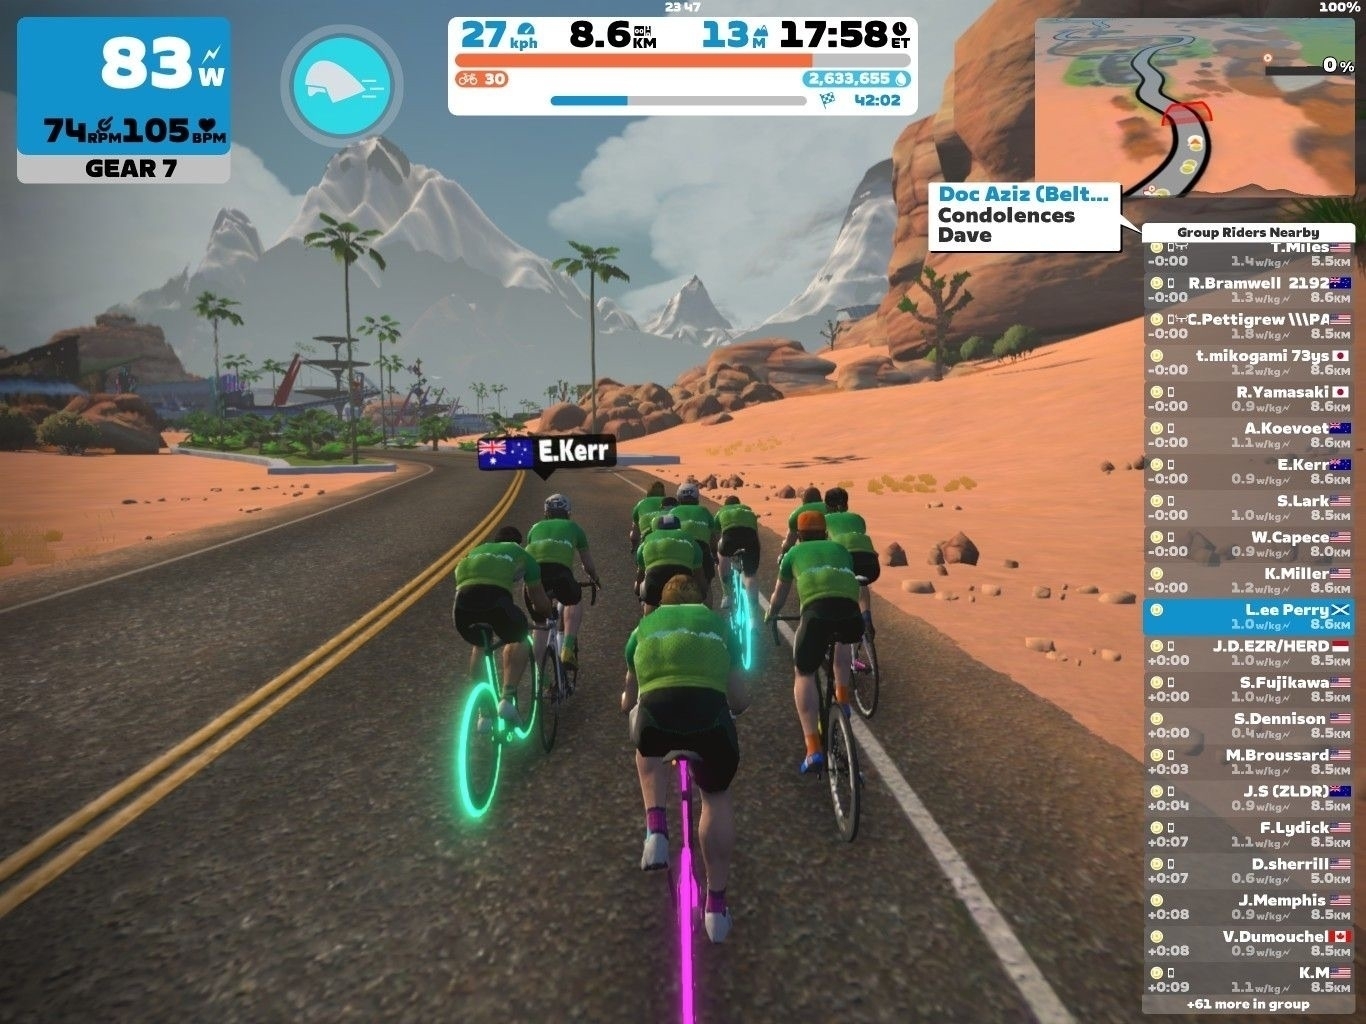 23 47
100%
83 W
74 RPM 105 BPM
GEAR 7
27 kph 8.6 KM 13 M 17:58 ET
30
2,633,655
42:02
0 %
Doc Aziz (Belt...
Condolences
Dave
Group Riders Nearby
T.Miles
-0:00 1.4w/kg 5.5KM
R.Bramwell 2192
-0:00 1.3w/kg 8.6KM
C.Pettigrew \\\PA
-0:00 1.8w/kg 8.5KM
t.mikogami 73ys
-0:00 1.2w/kg 8.6KM
R.Yamasaki
-0:00 0.9w/kg 8.6KM
A.Koevoet
-0:00 1.1w/kg 8.6KM
E.Kerr
-0:00 0.9w/kg 8.6KM
S.Lark
-0:00 1.0w/kg 8.5KM
W.Capece
-0:00 0.9w/kg 8.0KM
K.Miller
-0:00 1.2w/kg 8.6KM
L.ee Perry
1.0w/kg 8.6KM
J.D.EZR/HERD
+0:00 1.0w/kg 8.5KM
S.Fujikawa
+0:00 1.0w/kg 8.5KM
S.Dennison
+0:00 0.4w/kg 8.5KM
M.Broussard
+0:03 1.1w/kg 8.5KM
J.S (ZLDR)
+0:04 0.9w/kg 8.5KM
F.Lydick
+0:07 1.1w/kg 8.5KM
D.sherrill
+0:07 0.6w/kg 5.0KM
J.Memphis
+0:08 0.9w/kg 8.5KM
V.Dumouchel
+0:08 0.9w/kg 8.5KM
K.M
+0:09 1.1w/kg 8.5KM
+61 more in group
E.Kerr